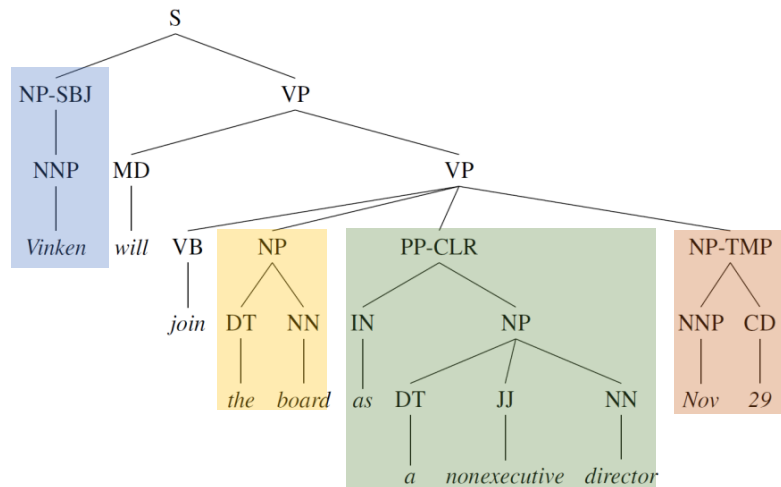 S
NP-SBJ VP
NNP MD VP
Vinken will VB NP PP-CLR NP-TMP
join DT NN IN NP NNP CD
the board as DT JJ NN Nov 29
a nonexecutive director